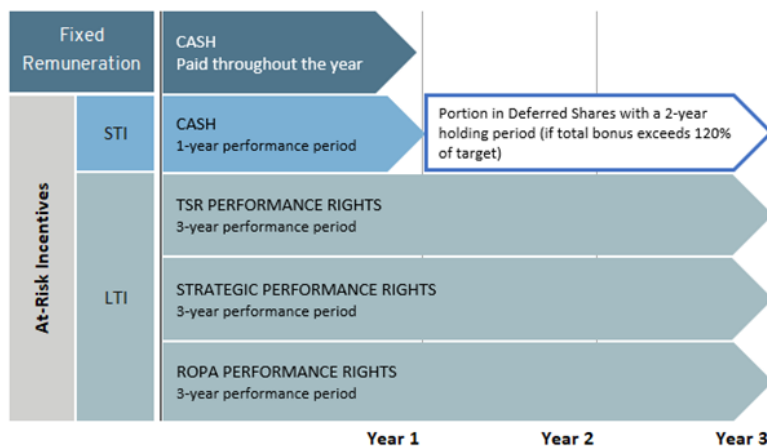 Fixed
Remuneration
CASH
Paid throughout the year
At-Risk Incentives
STI
CASH
1-year performance period
Portion in Deferred Shares with a 2-year
holding period (if total bonus exceeds 120%
of target)
LTI
TSR PERFORMANCE RIGHTS
3-year performance period
STRATEGIC PERFORMANCE RIGHTS
3-year performance period
ROPA PERFORMANCE RIGHTS
3-year performance period
Year 1
Year 2
Year 3